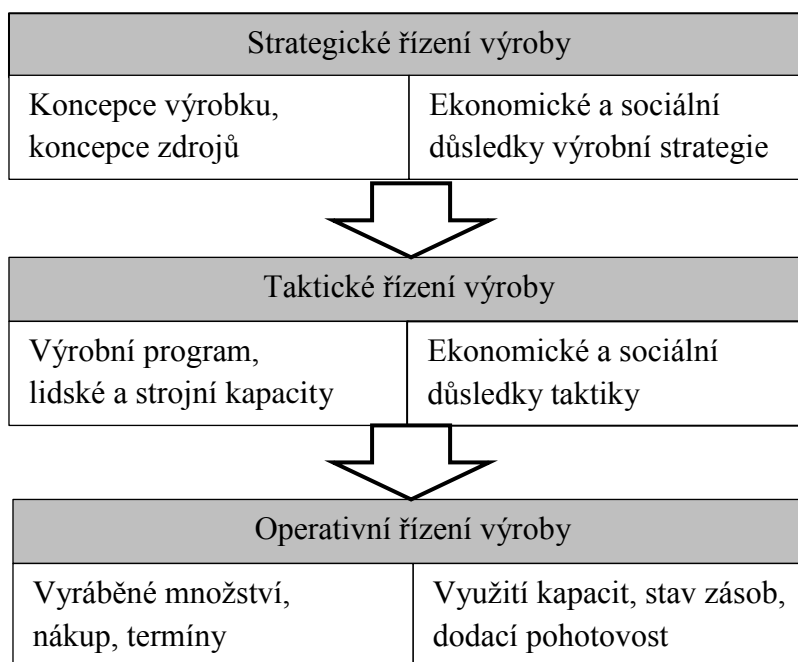 Strategické řízení výroby
Koncepce výrobku,
koncepce zdrojů
Ekonomické a sociální
důsledky výrobní strategie
Taktické řízení výroby
Výrobní program,
lidské a strojní kapacity
Ekonomické a sociální
důsledky taktiky
Operativní řízení výroby
Vyráběné množství,
nákup, termíny
Využití kapacit, stav zásob,
dodací pohotovost